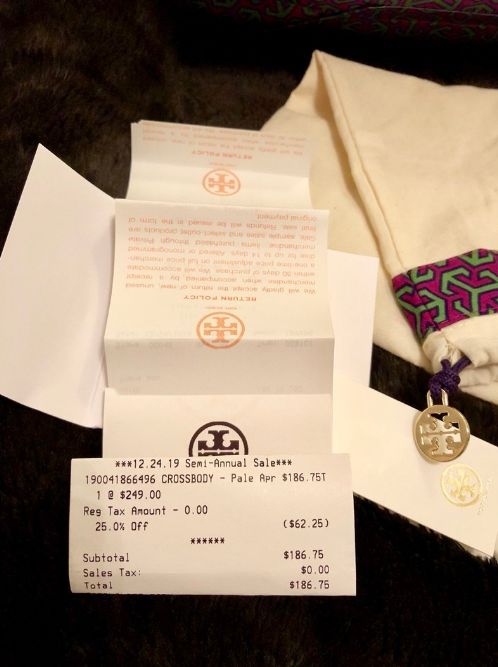 RETURN POLICY
We will gladly accept the return of new, unused
merchandise when accompanied by a receipt
within 30 days of purchase. We will accommodate
a one time price adjustment on full price merchan-
dise for up to 14 days. Altered or monogrammed
merchandise, items purchased through Private
Sale, sample sale and select outlet products are
final sale. Refunds will be issued in the form of
original payment.
RETURN POLICY
***12.24.19 Semi-Annual Sale***
190041866496 CROSSBODY - Pale Apr $186.75T
1 @ $249.00
Reg Tax Amount - 0.00
25.0% Off ($62.25)
******
Subtotal $186.75
Sales Tax: $0.00
Total $186.75